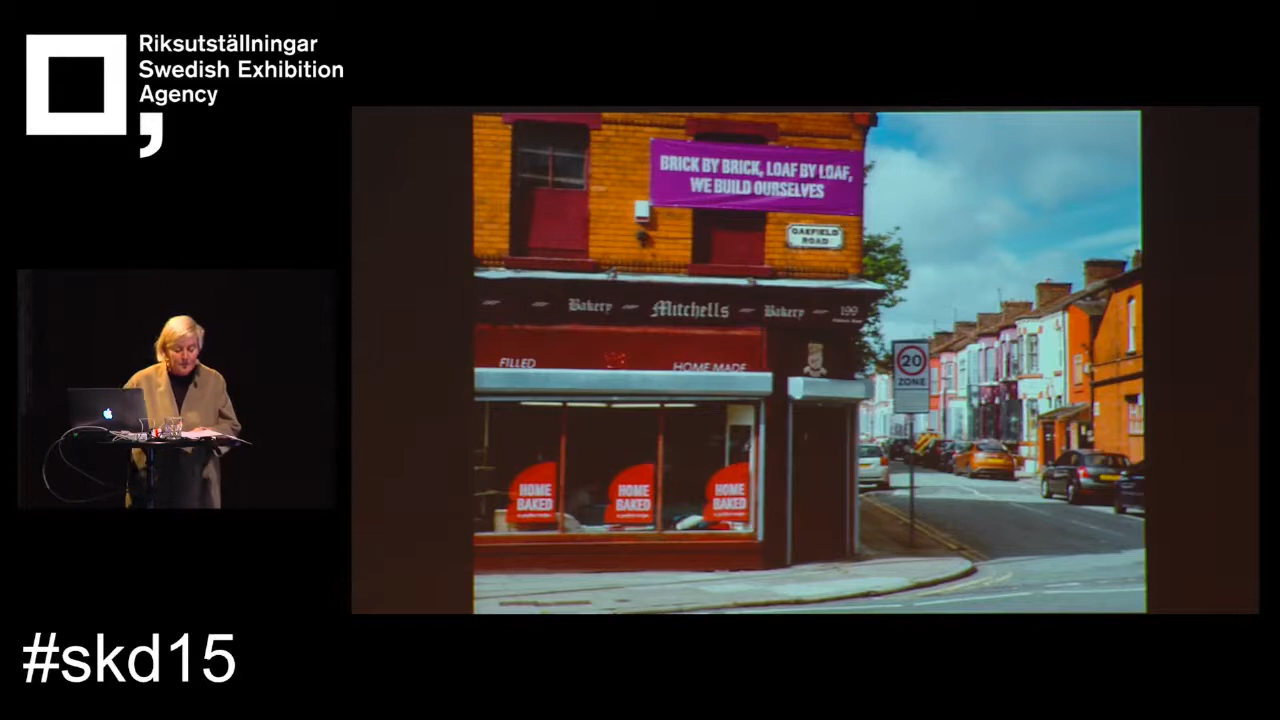 Riksutställningar
Swedish Exhibition
Agency
BRICK BY BRICK, LOAF BY LOAF,
WE BUILD OURSELVES
OAKFIELD
ROAD
Bakery
Mitchells
Bakery
199
FILLED
HOME MADE
20
ZONE
HOME
BAKED
HOME
BAKED
HOME
BAKED
#skd15